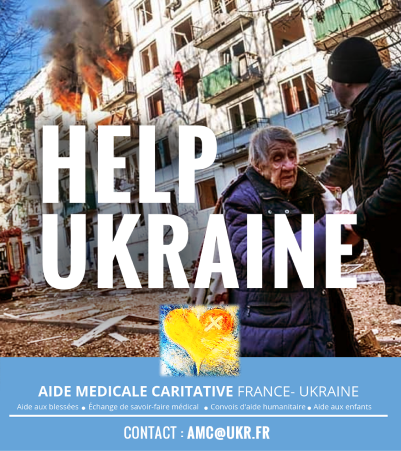 HELP
UKRAINE
AIDE MEDICALE CARITATIVE FRANCE- UKRAINE
Aide aux blessées ● Échange de savoir-faire médical ● Convois d'aide humanitaire ● Aide aux enfants
CONTACT : AMC@UKR.FR